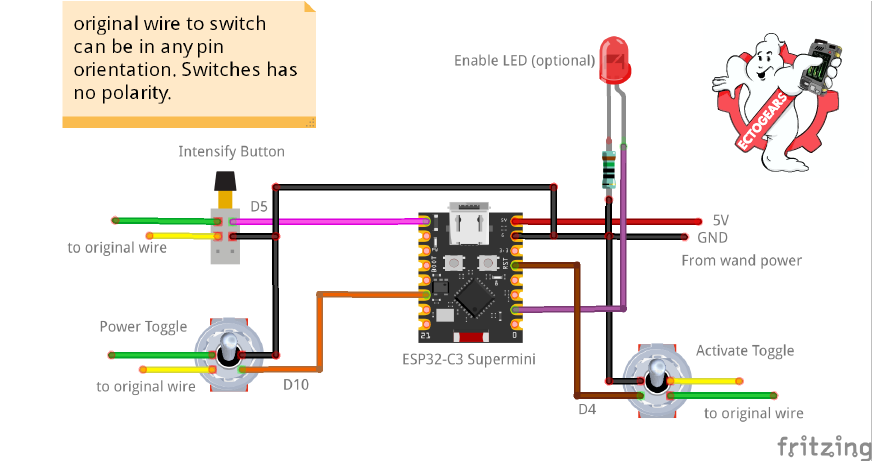 original wire to switch
can be in any pin
orientation. Switches has
no polarity.
Enable LED (optional)
ECTOGEARS
Intensify Button
D5
to original wire
5V
GND
From wand power
Power Toggle
to original wire
D10
21
0
ESP32-C3 Supermini
Activate Toggle
D4
to original wire
fritzing